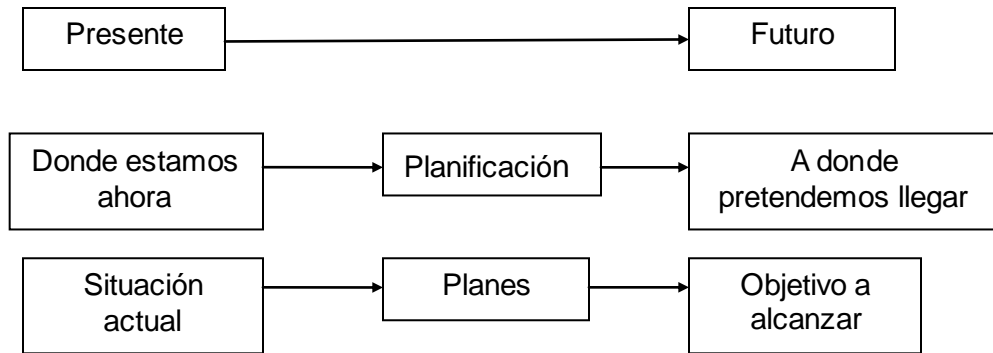 Presente
Futuro
Donde estamos
ahora
Planificación
A donde
pretendemos llegar
Situación
actual
Planes
Objetivo a
alcanzar